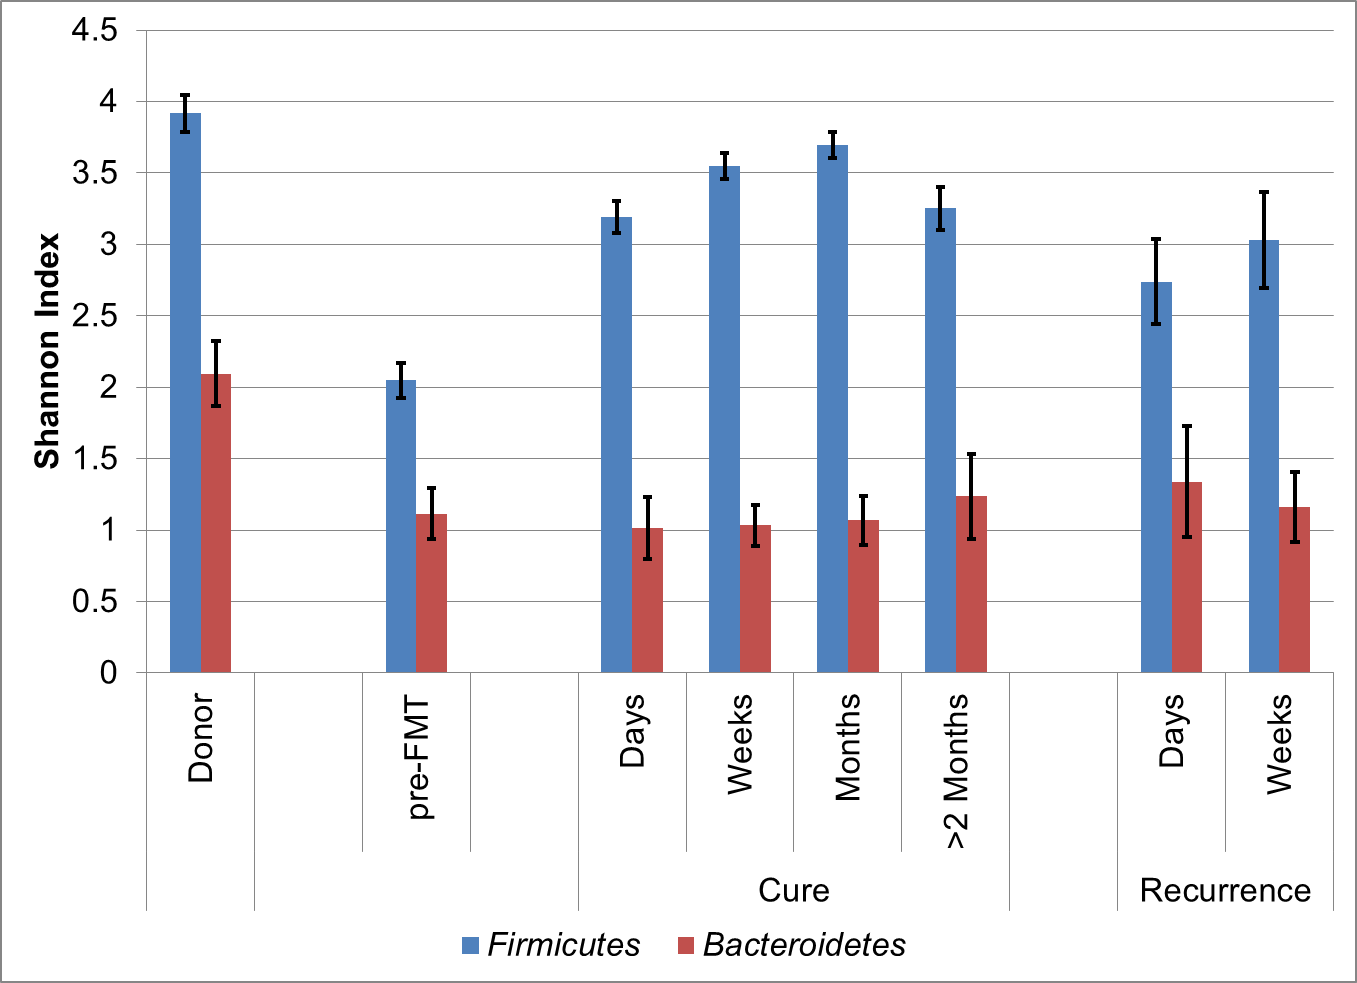 4.5
4
3.5
3
2.5
2
1.5
1
0.5
0
Shannon Index
Donor
pre-FMT
Days
Weeks
Months
>2 Months
Days
Weeks
Cure
Recurrence
Firmicutes
Bacteroidetes